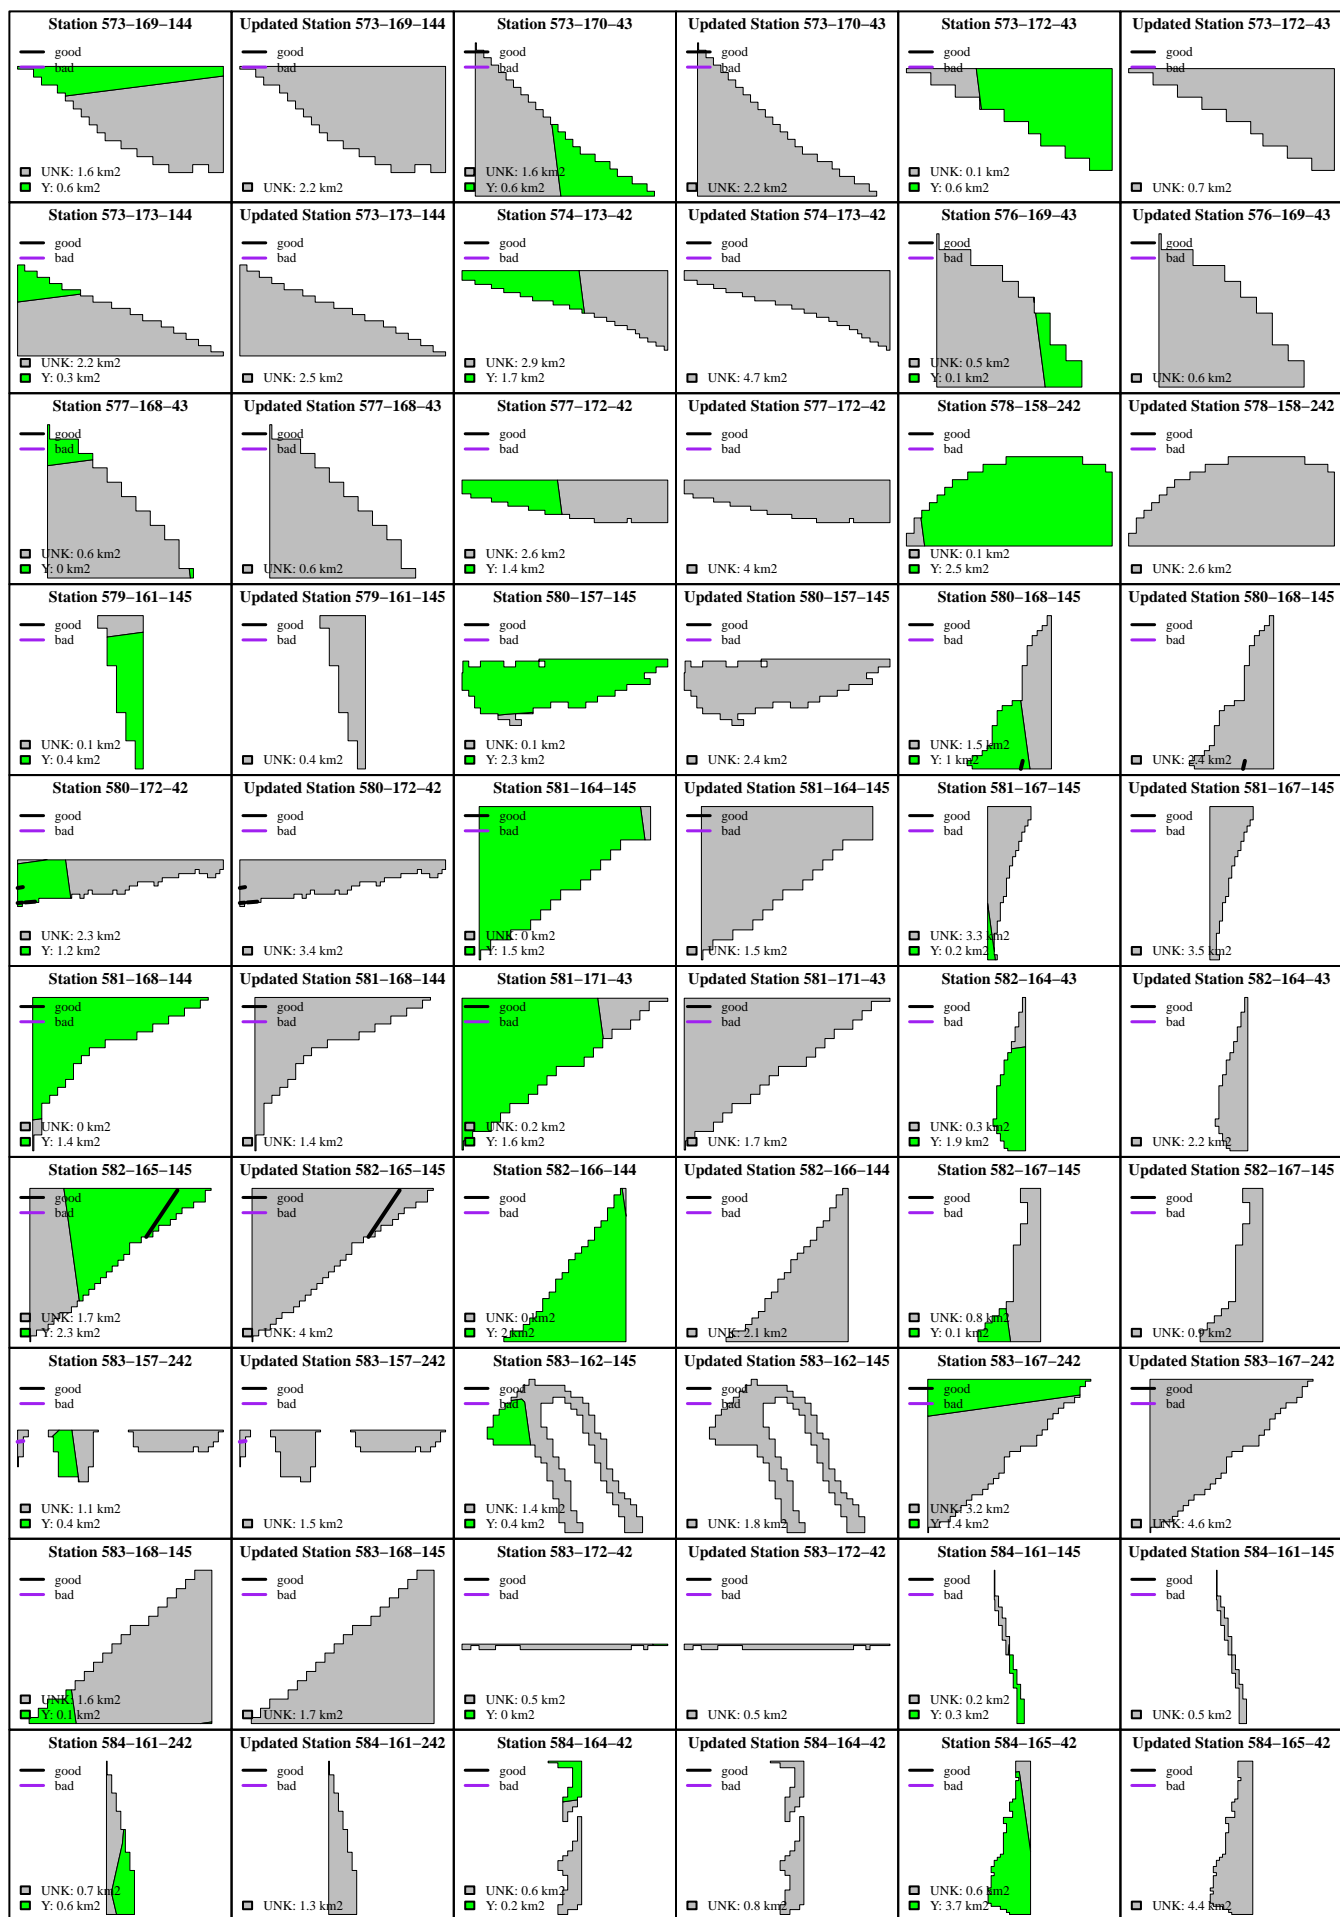 Station 573−169−144
good
bad
UNK: 1.6 km2
Y: 0.6 km2
Updated Station 573−169−144
good
bad
UNK: 2.2 km2
Station 573−170−43
good
bad
UNK: 1.6 km2
Y: 0.6 km2
Updated Station 573−170−43
good
bad
UNK: 2.2 km2
Station 573−172−43
good
bad
UNK: 0.1 km2
Y: 0.6 km2
Updated Station 573−172−43
good
bad
UNK: 0.7 km2
Station 573−173−144
good
bad
UNK: 2.2 km2
Y: 0.3 km2
Updated Station 573−173−144
good
bad
UNK: 2.5 km2
Station 574−173−42
good
bad
UNK: 2.9 km2
Y: 1.7 km2
Updated Station 574−173−42
good
bad
UNK: 4.7 km2
Station 576−169−43
good
bad
UNK: 0.5 km2
Y: 0.1 km2
Updated Station 576−169−43
good
bad
UNK: 0.6 km2
Station 577−168−43
good
bad
UNK: 0.6 km2
Y: 0 km2
Updated Station 577−168−43
good
bad
UNK: 0.6 km2
Station 577−172−42
good
bad
UNK: 2.6 km2
Y: 1.4 km2
Updated Station 577−172−42
good
bad
UNK: 4 km2
Station 578−158−242
good
bad
UNK: 0.1 km2
Y: 2.5 km2
Updated Station 578−158−242
good
bad
UNK: 2.6 km2
Station 579−161−145
good
bad
UNK: 0.1 km2
Y: 0.4 km2
Updated Station 579−161−145
good
bad
UNK: 0.4 km2
Station 580−157−145
good
bad
UNK: 0.1 km2
Y: 2.3 km2
Updated Station 580−157−145
good
bad
UNK: 2.4 km2
Station 580−168−145
good
bad
UNK: 1.5 km2
Y: 1 km2
Updated Station 580−168−145
good
bad
UNK: 2.4 km2
Station 580−172−42
good
bad
UNK: 2.3 km2
Y: 1.2 km2
Updated Station 580−172−42
good
bad
UNK: 3.4 km2
Station 581−164−145
good
bad
UNK: 0 km2
Y: 1.5 km2
Updated Station 581−164−145
good
bad
UNK: 1.5 km2
Station 581−167−145
good
bad
UNK: 3.3 km2
Y: 0.2 km2
Updated Station 581−167−145
good
bad
UNK: 3.5 km2
Station 581−168−144
good
bad
UNK: 0 km2
Y: 1.4 km2
Updated Station 581−168−144
good
bad
UNK: 1.4 km2
Station 581−171−43
good
bad
UNK: 0.2 km2
Y: 1.6 km2
Updated Station 581−171−43
good
bad
UNK: 1.7 km2
Station 582−164−43
good
bad
UNK: 0.3 km2
Y: 1.9 km2
Updated Station 582−164−43
good
bad
UNK: 2.2 km2
Station 582−165−145
good
bad
UNK: 1.7 km2
Y: 2.3 km2
Updated Station 582−165−145
good
bad
UNK: 4 km2
Station 582−166−144
good
bad
UNK: 0 km2
Y: 2 km2
Updated Station 582−166−144
good
bad
UNK: 2.1 km2
Station 582−167−145
good
bad
UNK: 0.8 km2
Y: 0.1 km2
Updated Station 582−167−145
good
bad
UNK: 0.9 km2
Station 583−157−242
good
bad
UNK: 1.1 km2
Y: 0.4 km2
Updated Station 583−157−242
good
bad
UNK: 1.5 km2
Station 583−162−145
good
bad
UNK: 1.4 km2
Y: 0.4 km2
Updated Station 583−162−145
good
bad
UNK: 1.8 km2
Station 583−167−242
good
bad
UNK: 3.2 km2
Y: 1.4 km2
Updated Station 583−167−242
good
bad
UNK: 4.6 km2
Station 583−168−145
good
bad
UNK: 1.6 km2
Y: 0.1 km2
Updated Station 583−168−145
good
bad
UNK: 1.7 km2
Station 583−172−42
good
bad
UNK: 0.5 km2
Y: 0 km2
Updated Station 583−172−42
good
bad
UNK: 0.5 km2
Station 584−161−145
good
bad
UNK: 0.2 km2
Y: 0.3 km2
Updated Station 584−161−145
good
bad
UNK: 0.5 km2
Station 584−161−242
good
bad
UNK: 0.7 km2
Y: 0.6 km2
Updated Station 584−161−242
good
bad
UNK: 1.3 km2
Station 584−164−42
good
bad
UNK: 0.6 km2
Y: 0.2 km2
Updated Station 584−164−42
good
bad
UNK: 0.8 km2
Station 584−165−42
good
bad
UNK: 0.6 km2
Y: 3.7 km2
Updated Station 584−165−42
good
bad
UNK: 4.4 km2